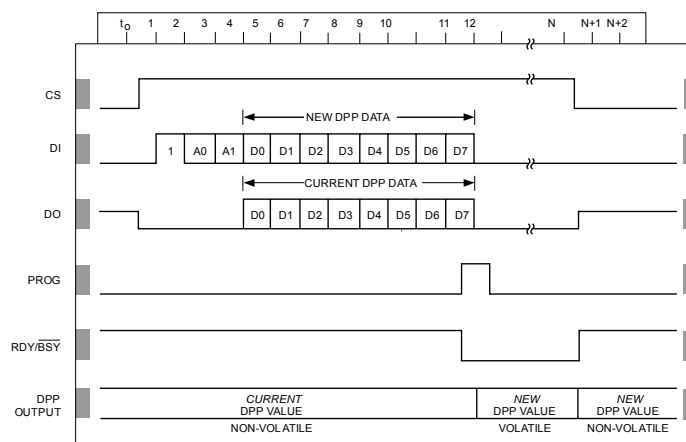 to 1 2 3 4 5 6 7 8 9 10 11 12 N N+1 N+2
CS
NEW DPP DATA
DI 1 A0 A1 D0 D1 D2 D3 D4 D5 D6 D7
CURRENT DPP DATA
DO D0 D1 D2 D3 D4 D5 D6 D7
PROG
RDY/BSY
DPP
OUTPUT
CURRENT
DPP VALUE
NON-VOLATILE
NEW
DPP VALUE
VOLATILE
NEW
DPP VALUE
NON-VOLATILE